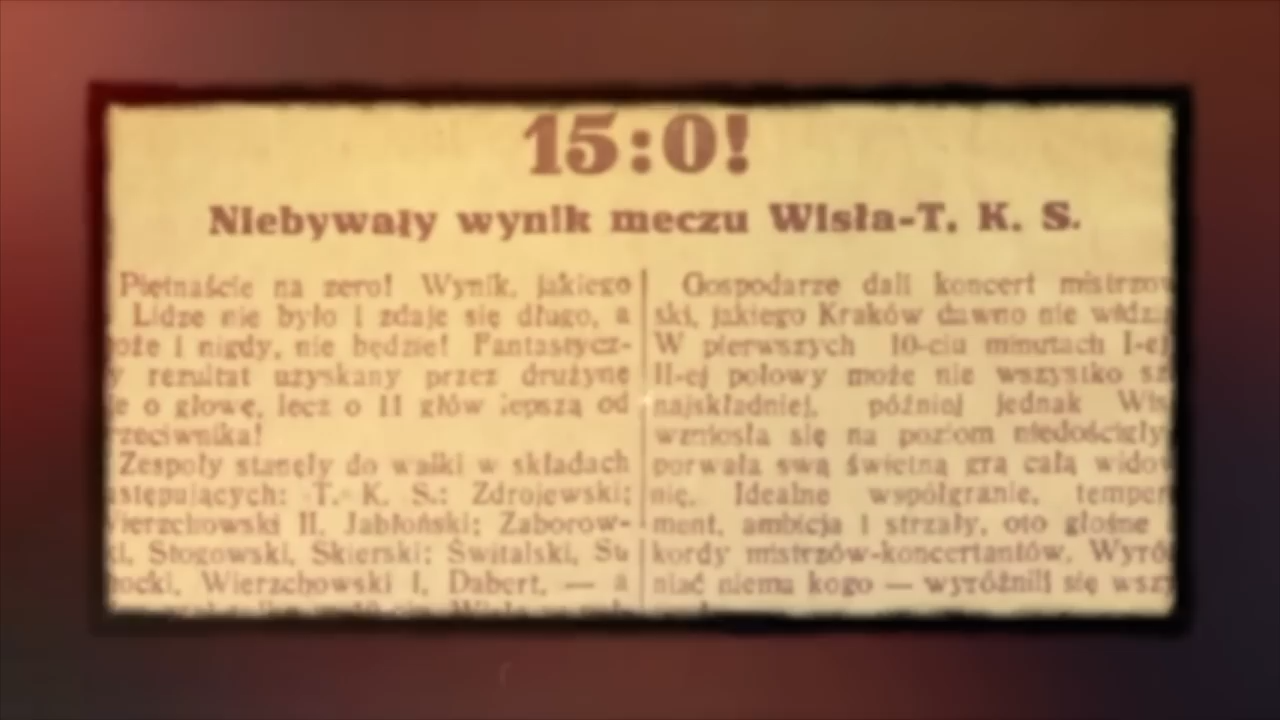 15:0!
Niebywały wynik meczu Wisła-T. K. S.
Piętnaście na zero! Wynik, jakiego
Lidze nie było i zdaje się długo, a
oże i nigdy, nie będzie! Fantastycz-
y rezultat uzyskany przez drużynę
e o głowę, lecz o 11 głów lepszą od
rzeciwnika!
Zespoły stanęły do walki w składach
astępujących: T. K. S.: Zdrojewski;
ierzchowski II, Jabłoński; Zaborow-
i, Stogowski, Skierski; Świtalski, Su
ocki, Wierzchowski I, Dabert, — a
Gospodarze dali koncert mistrzow
ski, jakiego Kraków dawno nie widzia
W pierwszych 10-ciu minutach I-ej
II-ej połowy może nie wszystko sz
najskładniej, później jednak Wis
wzniosła się na poziom niedościgły
porwała swą świetną grą całą widow
nię. Idealne współgranie, tempera
ment, ambicja i strzały, oto głośne
kordy mistrzów-koncertantów. Wyró
niać niema kogo — wyróżnili się wszy